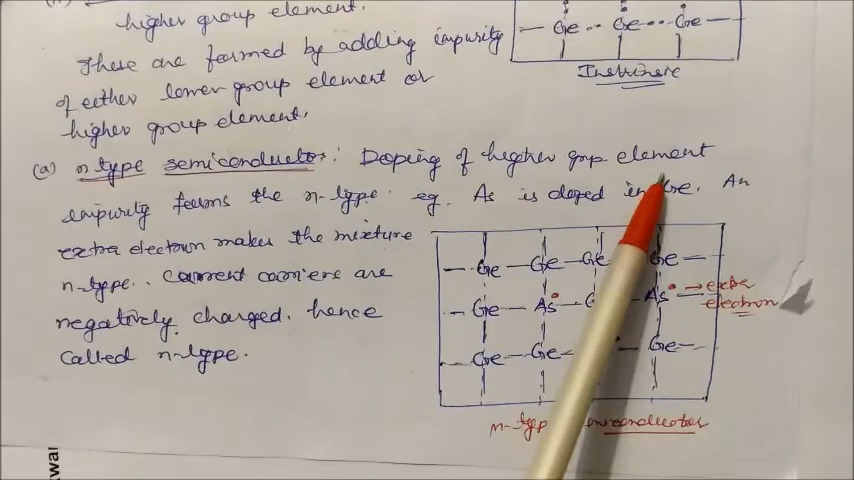 higher group element.
These are formed by adding impurity
of either lower group element or
higher group element.
Ge Ge Ge
Intrinsic
(a) n type semiconductor: Doping of higher grp element
impurity forms the n-type. eg. As is doped in Ge. An
extra electron makes the mixture
n-type. Current carriers are
negatively charged. hence
called n-type.
Ge Ge Ge Ge
Ge As As → extra
electron
Ge Ge Ge
n-type semiconductor